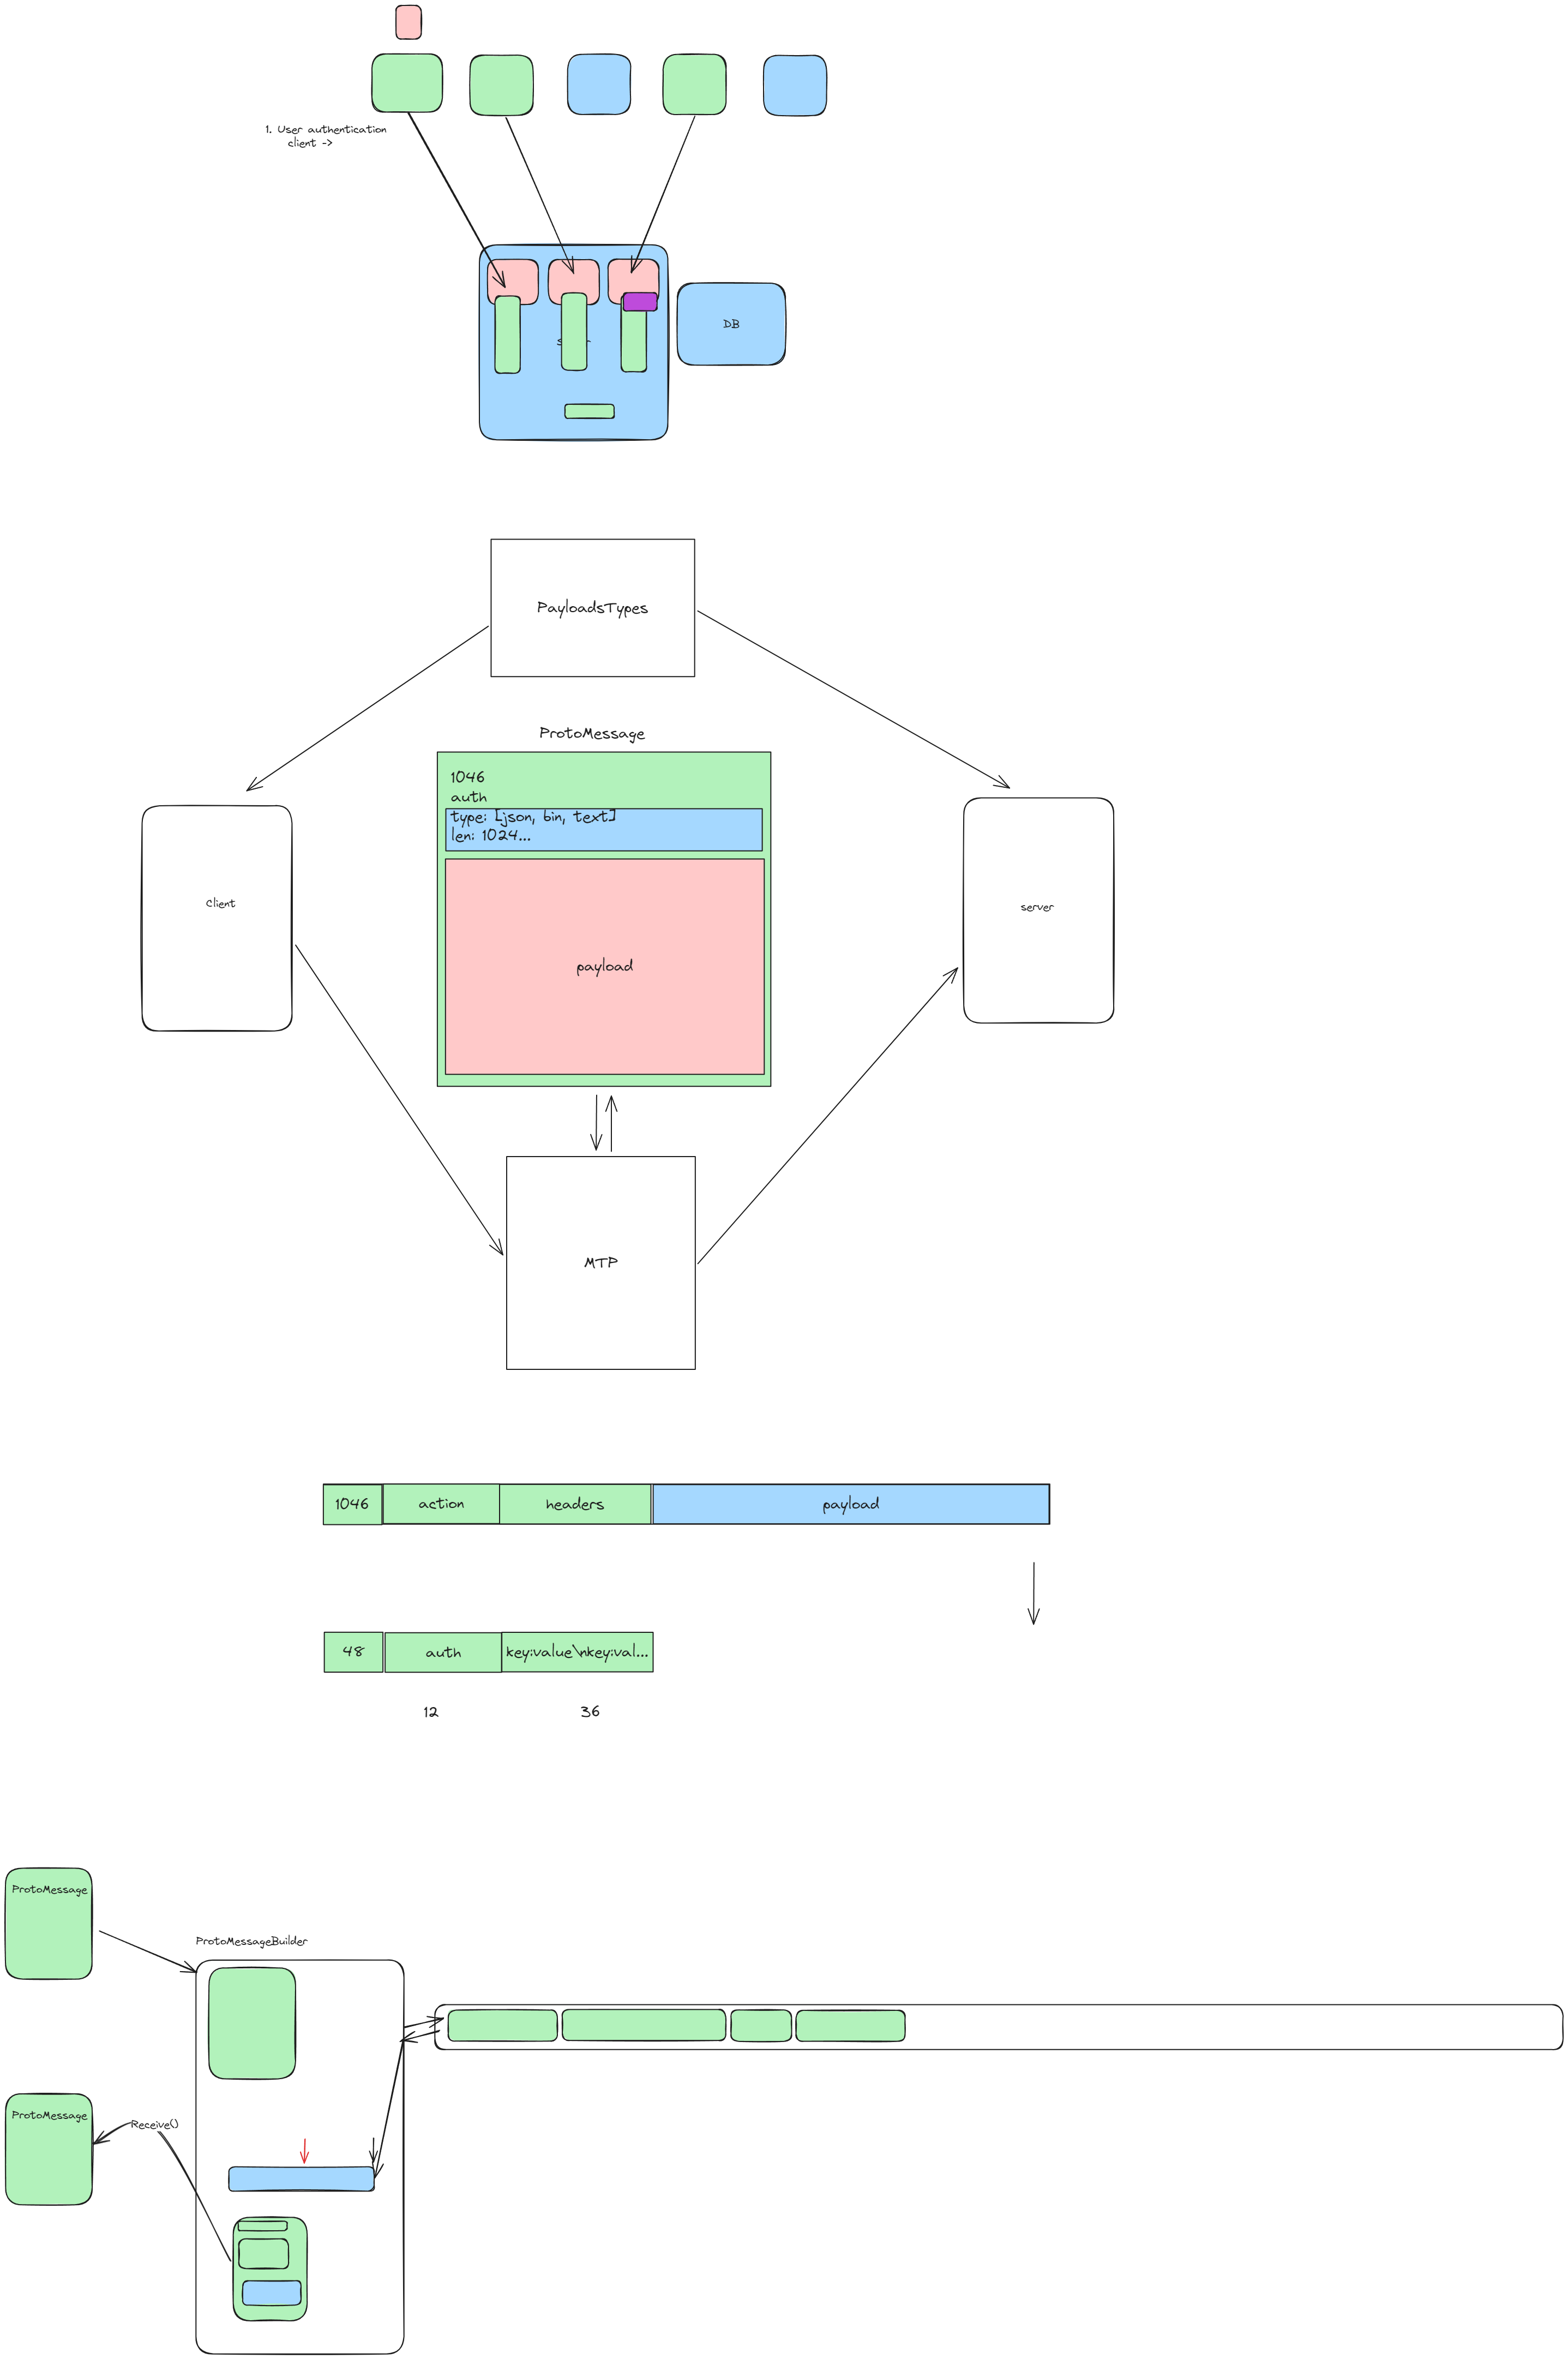 1. User authentication
client ->
DB
PayloadsTypes
ProtoMessage
1046
auth
type: [json, bin, text]
len: 1024...
payload
Client
server
MTP
1046
action
headers
payload
48
auth
key:value\nkey:val...
12
36
ProtoMessage
ProtoMessageBuilder
ProtoMessage
Receive()